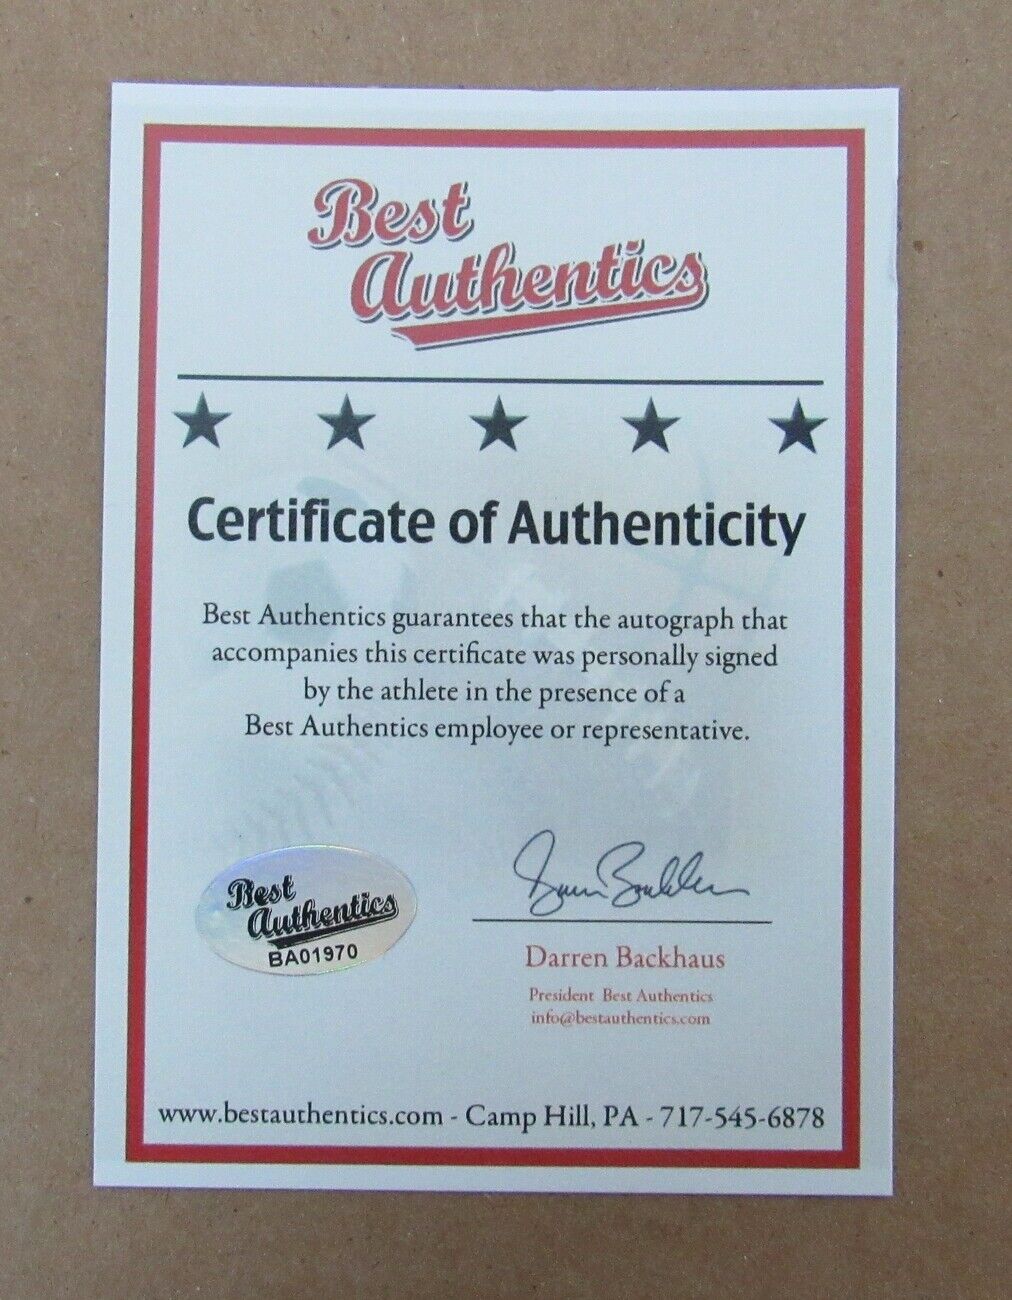 Best
Authentics
Certificate of Authenticity
Best Authentics guarantees that the autograph that
accompanies this certificate was personally signed
by the athlete in the presence of a
Best Authentics employee or representative.
Best
Authentics
BA01970
Darren Backhaus
President Best Authentics
info@bestauthentics.com
www.bestauthentics.com - Camp Hill, PA - 717-545-6878